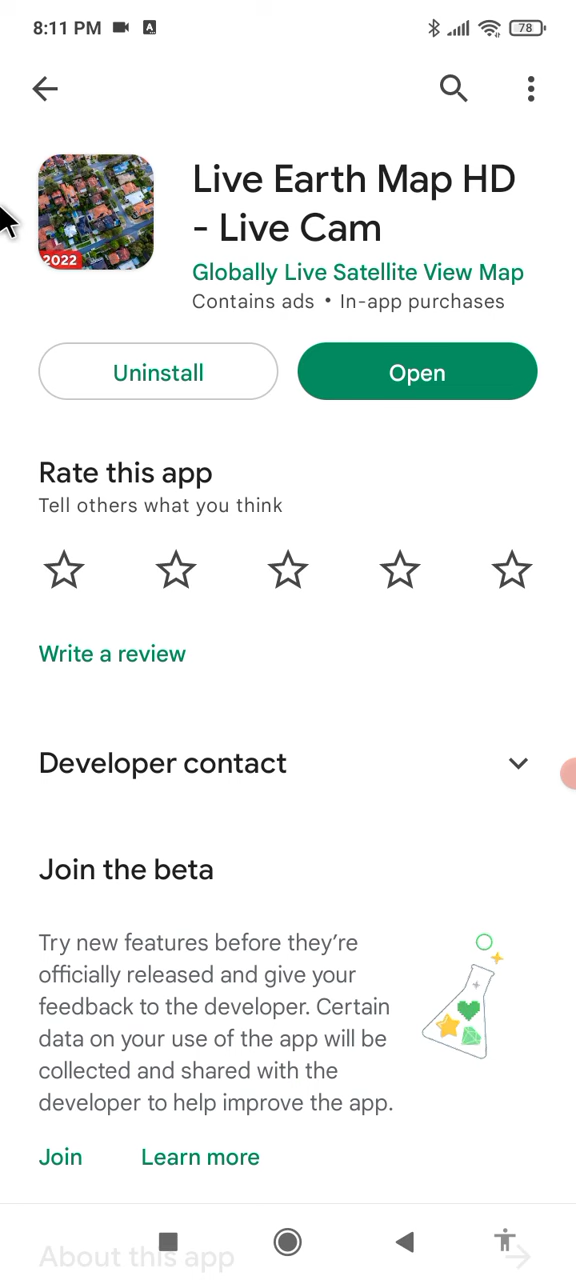 8:11 PM
78
2022
Live Earth Map HD
- Live Cam
Globally Live Satellite View Map
Contains ads • In-app purchases
Uninstall
Open
Rate this app
Tell others what you think
Write a review
Developer contact
Join the beta
Try new features before they're
officially released and give your
feedback to the developer. Certain
data on your use of the app will be
collected and shared with the
developer to help improve the app.
Join
Learn more
About this app